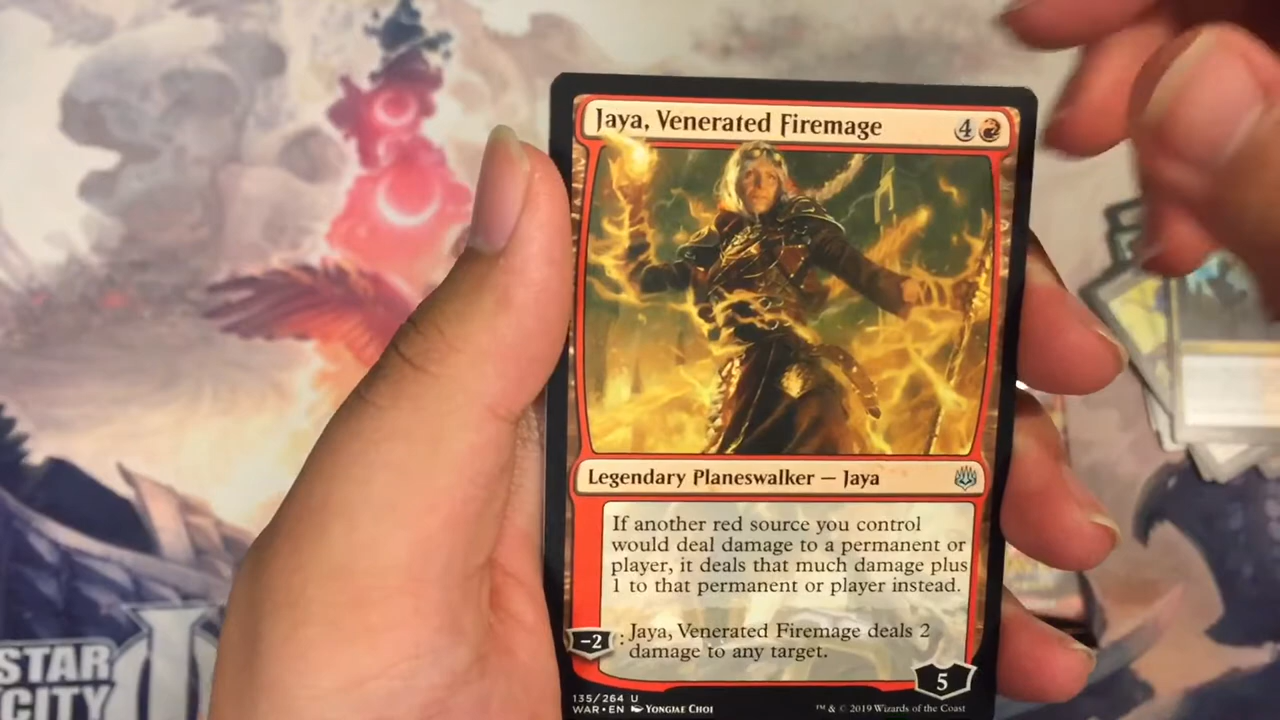 Jaya, Venerated Firemage 4
Legendary Planeswalker — Jaya
If another red source you control
would deal damage to a permanent or
player, it deals that much damage plus
1 to that permanent or player instead.
-2: Jaya, Venerated Firemage deals 2
damage to any target.
5
135/264 U
WAR • EN YONGJAE CHOI
™ & © 2019 Wizards of the Coast
STAR
CITY